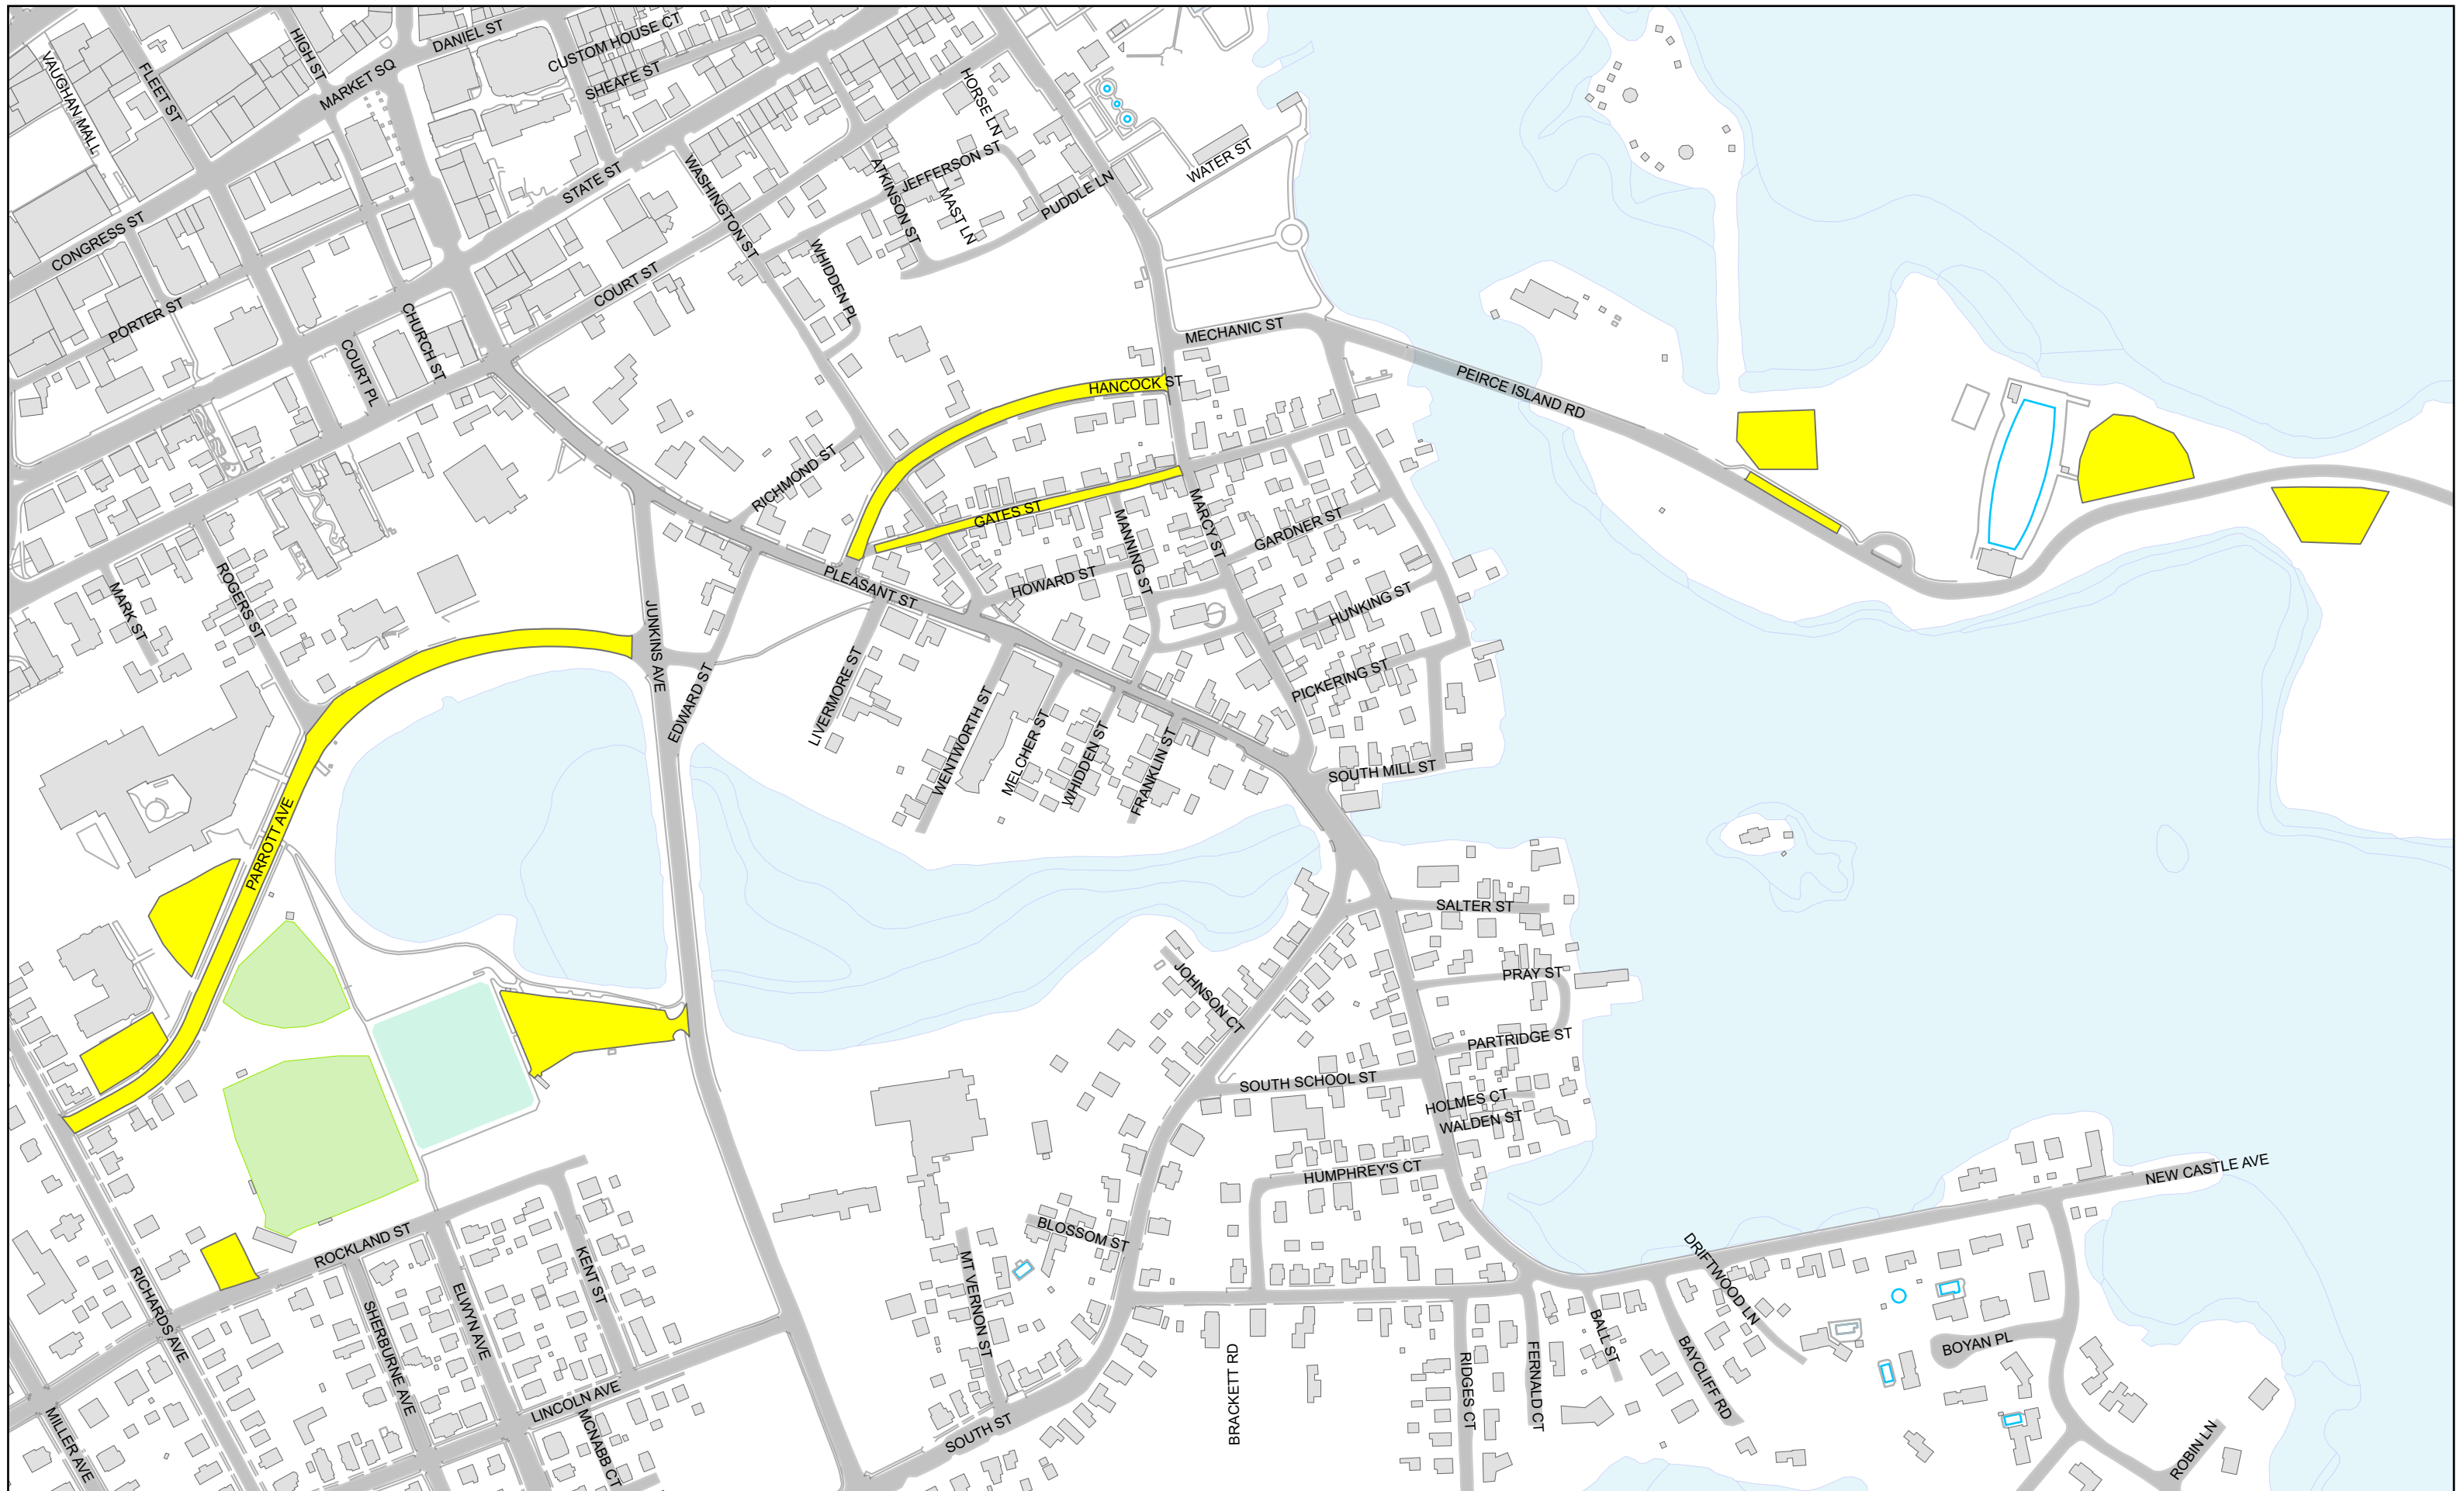 VAUGHAN MALL
FLEET ST
HIGH ST
MARKET SQ
DANIEL ST
CUSTOM HOUSE CT
SHEAFE ST
HORSE LN
WATER ST
CONGRESS ST
STATE ST
WASHINGTON ST
ATKINSON ST
JEFFERSON ST
MAST LN
PUDDLE LN
PORTER ST
COURT ST
WHIDDEN PL
CHURCH ST
COURT PL
MECHANIC ST
HANCOCK ST
PEIRCE ISLAND RD
RICHMOND ST
GATES ST
MANNING ST
MARCY ST
GARDNER ST
MARK ST
ROGERS ST
JUNKINS AVE
PLEASANT ST
HOWARD ST
HUNKING ST
EDWARD ST
LIVERMORE ST
WENTWORTH ST
MELCHER ST
WHIDDEN ST
FRANKLIN ST
PICKERING ST
SOUTH MILL ST
PARROTT AVE
SALTER ST
JOHNSON CT
PRAY ST
PARTRIDGE ST
SOUTH SCHOOL ST
HOLMES CT
WALDEN ST
HUMPHREY'S CT
NEW CASTLE AVE
ROCKLAND ST
BLOSSOM ST
KENT ST
RICHARDS AVE
SHERBURNE AVE
ELWYN AVE
MT VERNON ST
DRIFTWOOD LN
BRACKETT RD
RIDGES CT
FERNALD CT
BALL ST
BAYCLIFF RD
BOYAN PL
LINCOLN AVE
MCNABB CT
MILLER AVE
SOUTH ST
ROBIN LN